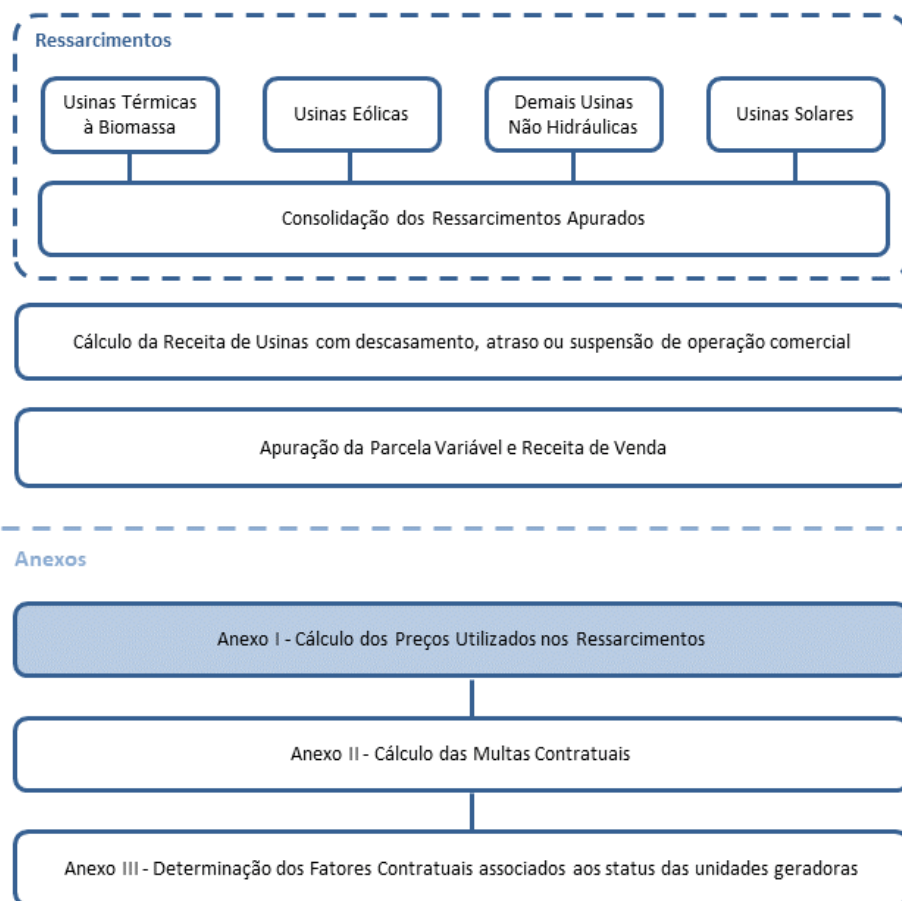 Ressarcimentos
Usinas Térmicas
à Biomassa
Usinas Eólicas
Demais Usinas
Não Hidráulicas
Usinas Solares
Consolidação dos Ressarcimentos Apurados
Cálculo da Receita de Usinas com descasamento, atraso ou suspensão de operação comercial
Apuração da Parcela Variável e Receita de Venda
Anexos
Anexo I - Cálculo dos Preços Utilizados nos Ressarcimentos
Anexo II - Cálculo das Multas Contratuais
Anexo III - Determinação dos Fatores Contratuais associados aos status das unidades geradoras